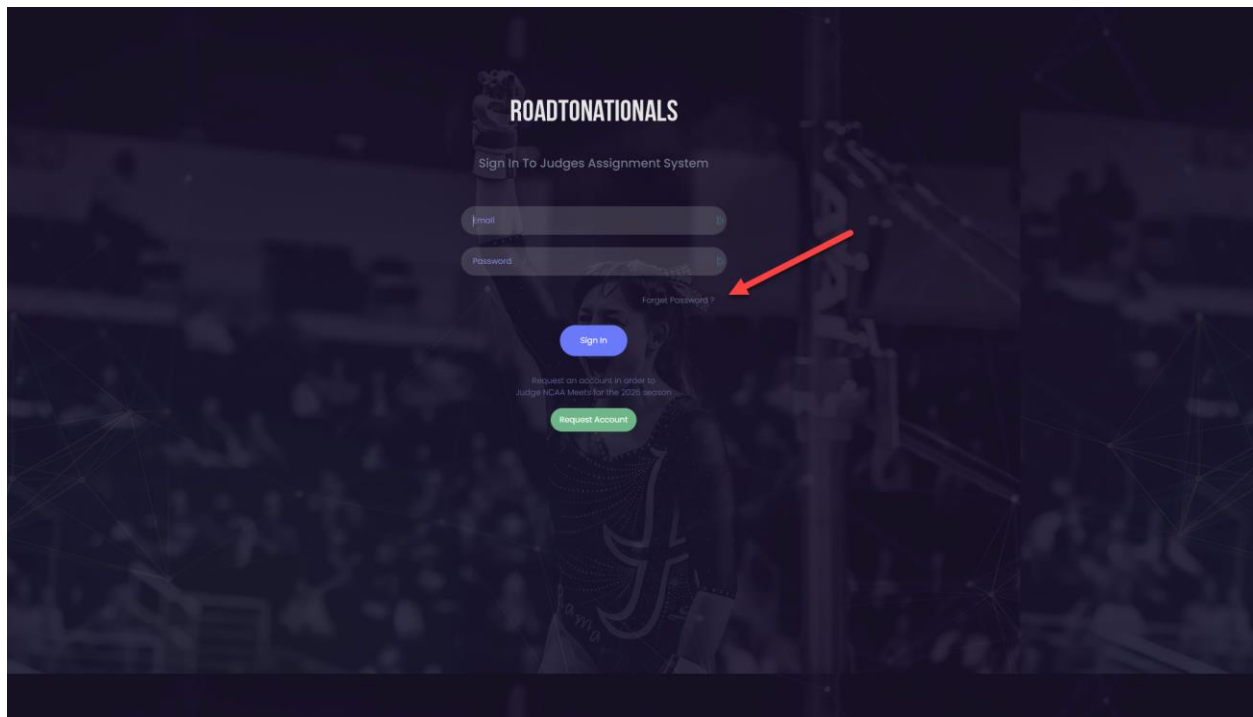 ROADTONATIONALS
Sign In To Judges Assignment System
Email
Password
Forget Password ?
Sign In
Request an account in order to
Judge NCAA Meets for the 2026 season
Request Account